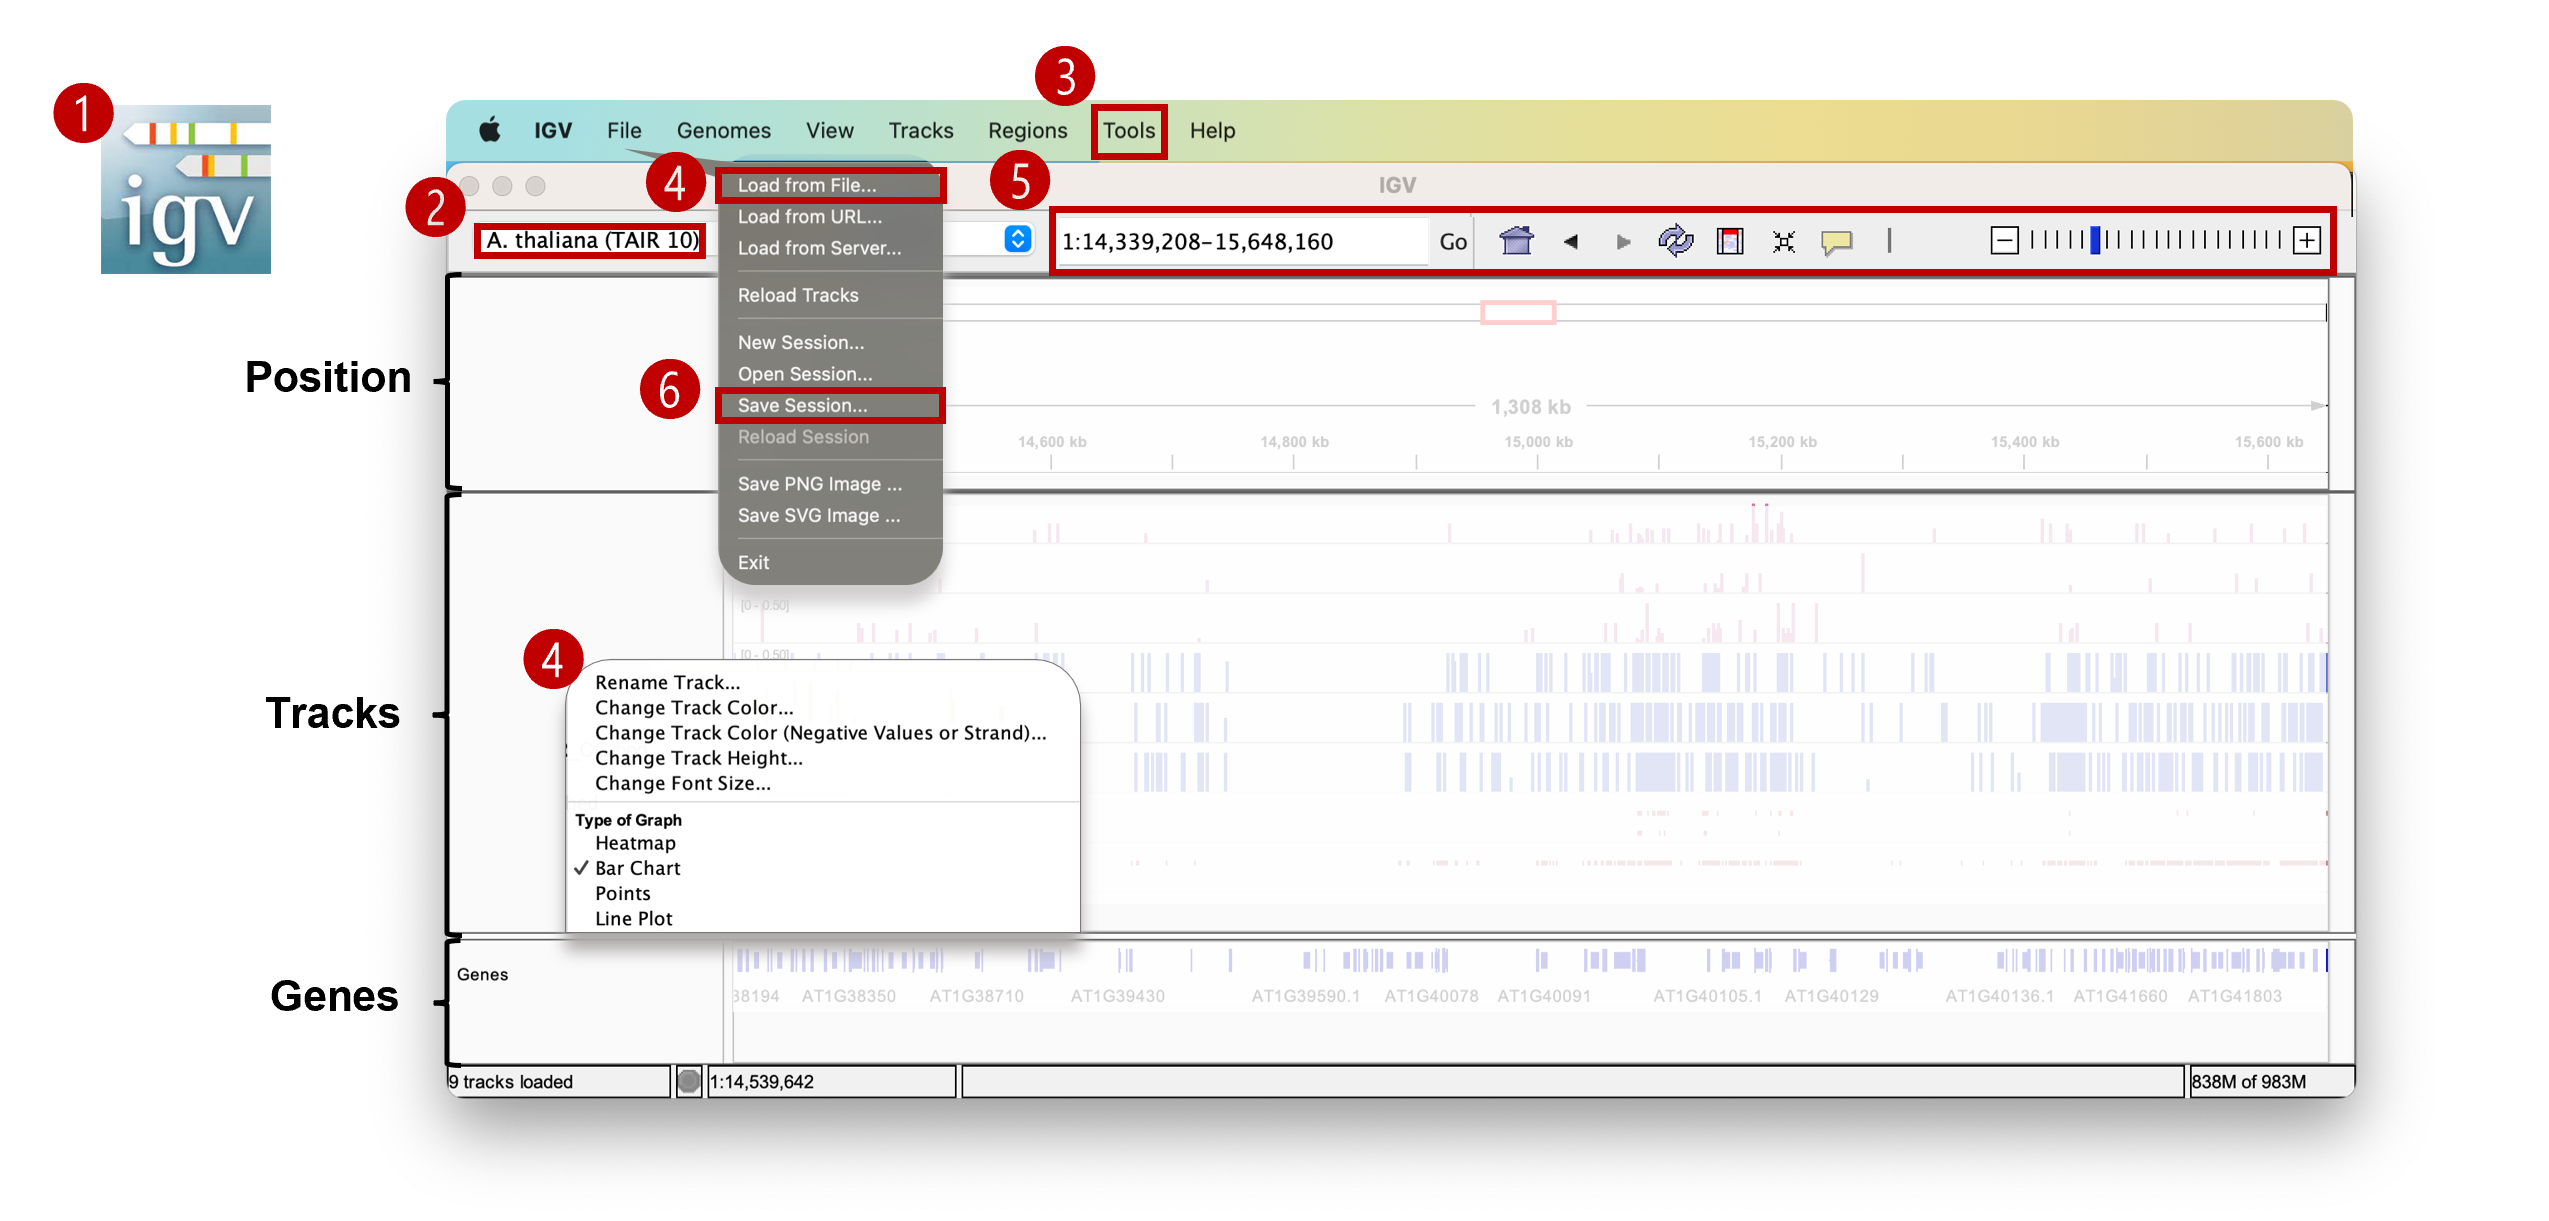 3
1
IGV File Genomes View Tracks Regions Tools Help
igv
4
Load from File...
5
IGV
2
A. thaliana (TAIR 10)
Load from URL...
1:14,339,208–15,648,160
Go
Load from Server...
Reload Tracks
New Session...
Open Session...
6
Save Session...
Reload Session
Save PNG Image ...
Save SVG Image ...
Exit
Position
1,308 kb
14,600 kb 14,800 kb 15,000 kb 15,200 kb 15,400 kb 15,600 kb
Tracks
[0 - 0.50]
[0 - 0.50]
4
Rename Track...
Change Track Color...
Change Track Color (Negative Values or Strand)...
Change Track Height...
Change Font Size...
Type of Graph
Heatmap
✓ Bar Chart
Points
Line Plot
Genes
Genes
38194 AT1G38350 AT1G38710 AT1G39430 AT1G39590.1 AT1G40078 AT1G40091 AT1G40105.1 AT1G40129 AT1G40136.1 AT1G41660 AT1G41803
9 tracks loaded
1:14,539,642
838M of 983M